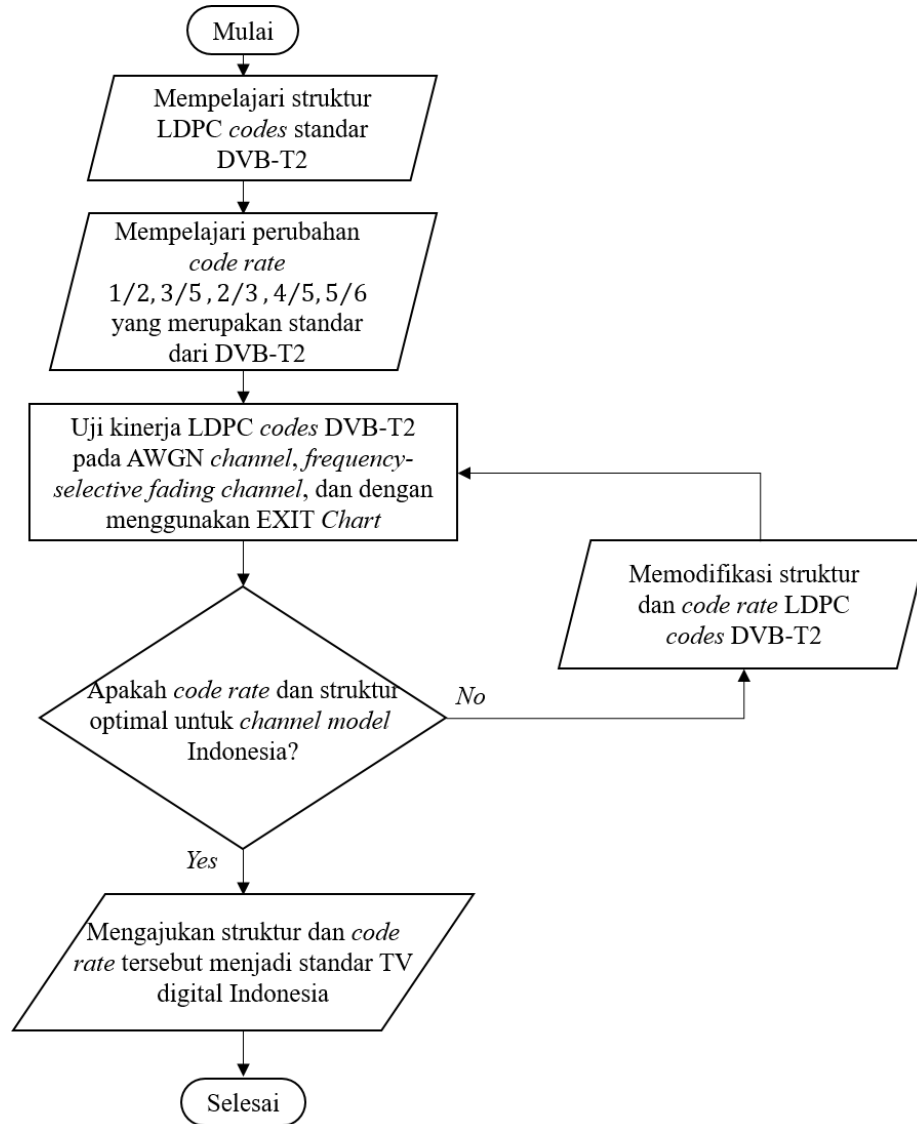 Mulai
Mempelajari struktur
LDPC codes standar
DVB-T2
Mempelajari perubahan
code rate
1/2, 3/5 , 2/3 , 4/5, 5/6
yang merupakan standar
dari DVB-T2
Uji kinerja LDPC codes DVB-T2
pada AWGN channel, frequency-
selective fading channel, dan dengan
menggunakan EXIT Chart
Memodifikasi struktur
dan code rate LDPC
codes DVB-T2
Apakah code rate dan struktur
optimal untuk channel model
Indonesia?
No
Yes
Mengajukan struktur dan code
rate tersebut menjadi standar TV
digital Indonesia
Selesai